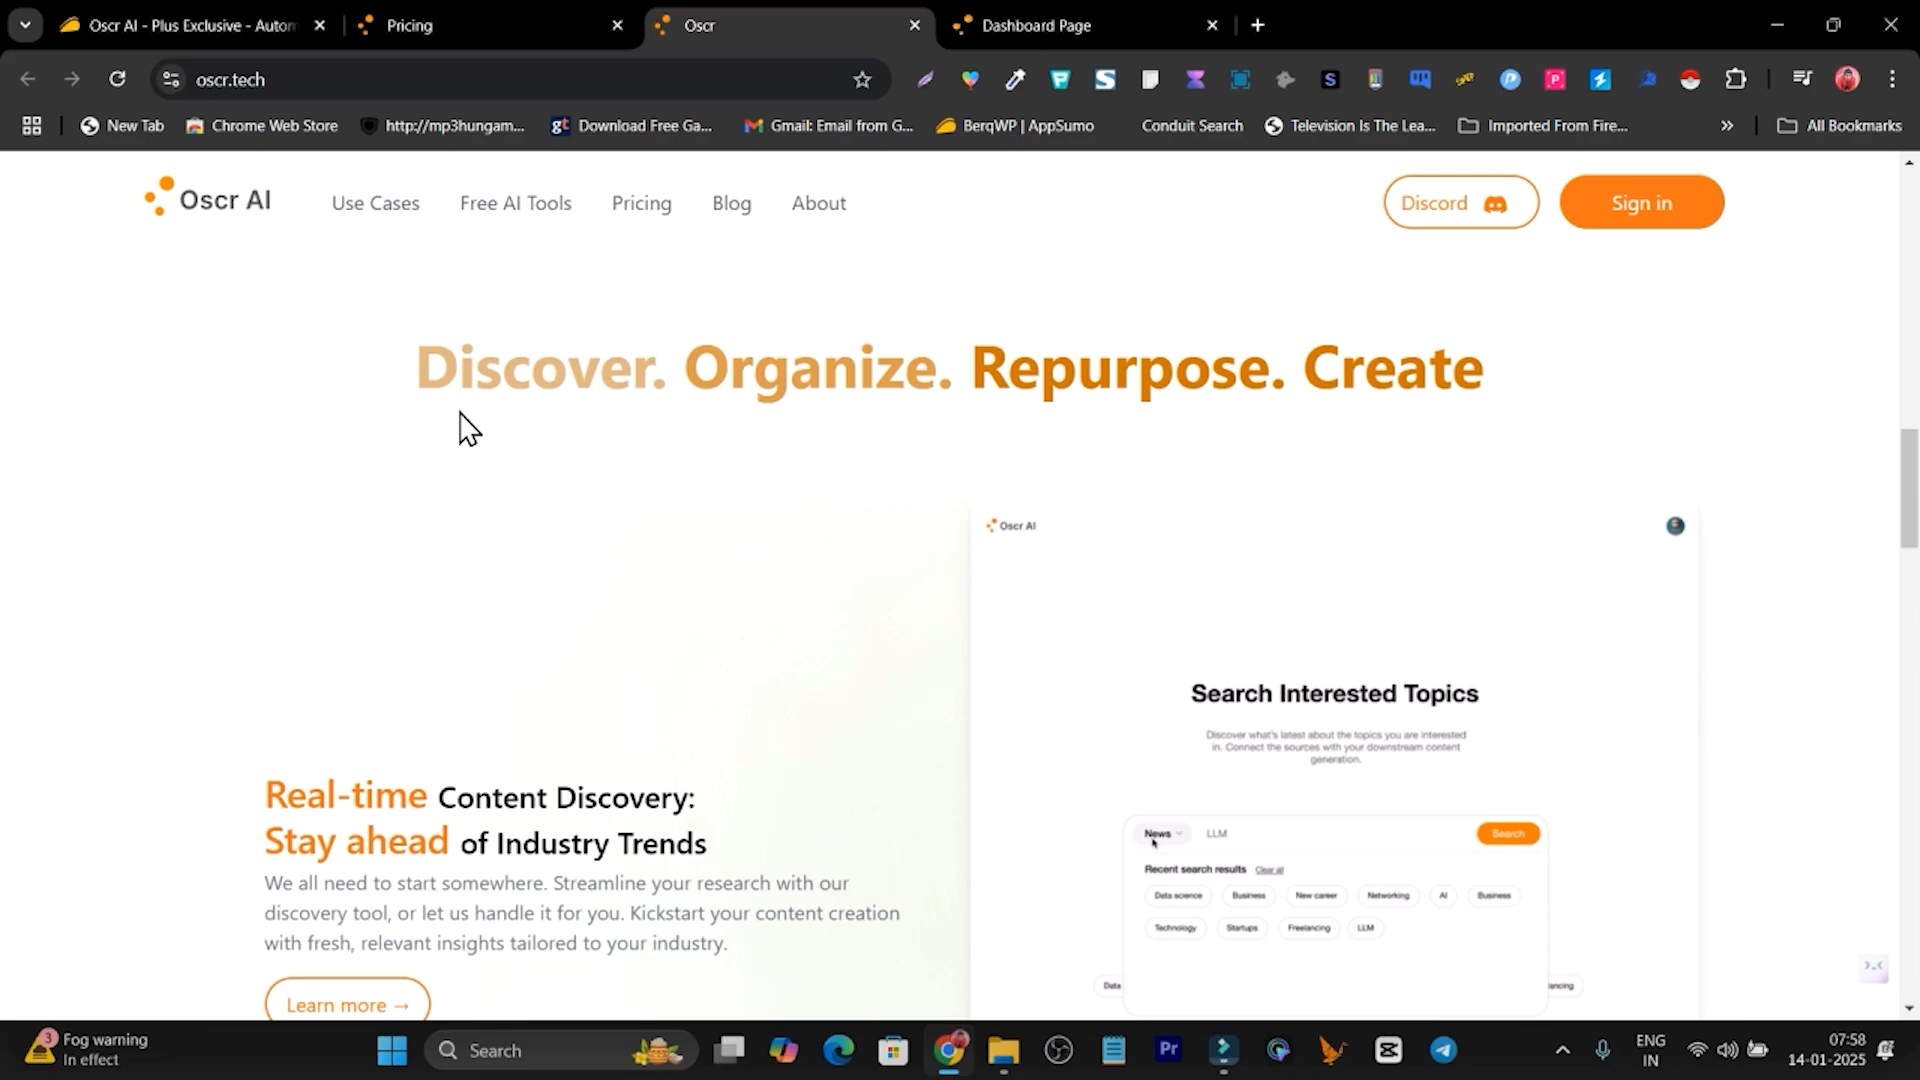 Oscr AI - Plus Exclusive - Autom
Pricing
Oscr
Dashboard Page
oscr.tech
New Tab
Chrome Web Store
http://mp3hungam...
Download Free Ga...
Gmail: Email from G...
BerqWP | AppSumo
Conduit Search
Television Is The Lea...
Imported From Fire...
All Bookmarks
Oscr AI
Use Cases
Free AI Tools
Pricing
Blog
About
Discord
Sign in
Discover. Organize. Repurpose. Create
Oscr AI
Search Interested Topics
Discover what's latest about the topics you are interested
in. Connect the sources with your downstream content
generation.
News
LLM
Search
Recent search results
Clear all
Data science
Business
New career
Networking
AI
Business
Technology
Startups
Freelancing
LLM
Data
ancing
Real-time Content Discovery:
Stay ahead of Industry Trends
We all need to start somewhere. Streamline your research with our
discovery tool, or let us handle it for you. Kickstart your content creation
with fresh, relevant insights tailored to your industry.
Learn more →
3
Fog warning
In effect
Search
Pr
ENG
IN
07:58
14-01-2025